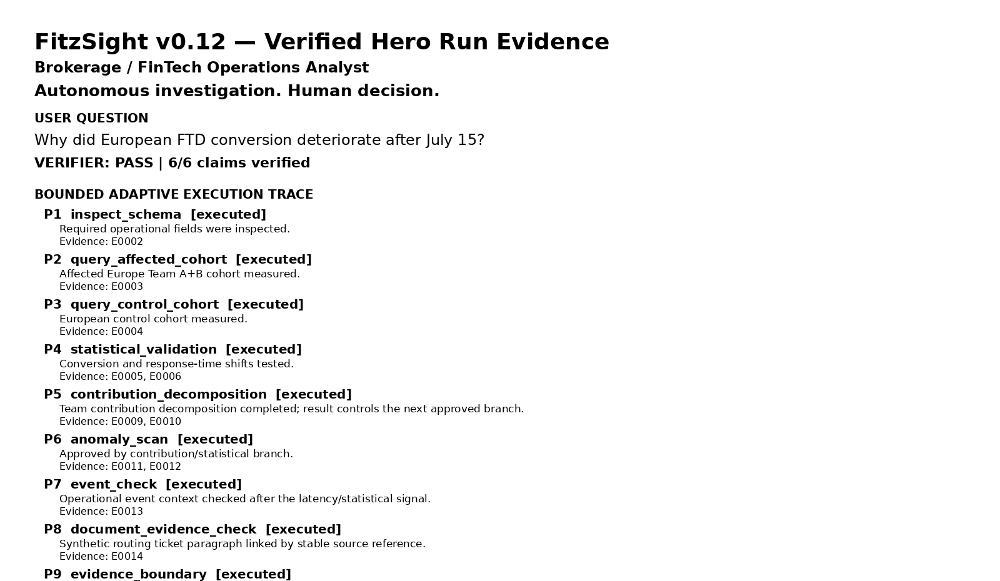 FitzSight v0.12 — Verified Hero Run Evidence
Brokerage / FinTech Operations Analyst
Autonomous investigation. Human decision.
USER QUESTION
Why did European FTD conversion deteriorate after July 15?
VERIFIER: PASS | 6/6 claims verified
BOUNDED ADAPTIVE EXECUTION TRACE
P1 inspect_schema [executed]
Required operational fields were inspected.
Evidence: E0002
P2 query_affected_cohort [executed]
Affected Europe Team A+B cohort measured.
Evidence: E0003
P3 query_control_cohort [executed]
European control cohort measured.
Evidence: E0004
P4 statistical_validation [executed]
Conversion and response-time shifts tested.
Evidence: E0005, E0006
P5 contribution_decomposition [executed]
Team contribution decomposition completed; result controls the next approved branch.
Evidence: E0009, E0010
P6 anomaly_scan [executed]
Approved by contribution/statistical branch.
Evidence: E0011, E0012
P7 event_check [executed]
Operational event context checked after the latency/statistical signal.
Evidence: E0013
P8 document_evidence_check [executed]
Synthetic routing ticket paragraph linked by stable source reference.
Evidence: E0014
P9 evidence_boundary [executed]